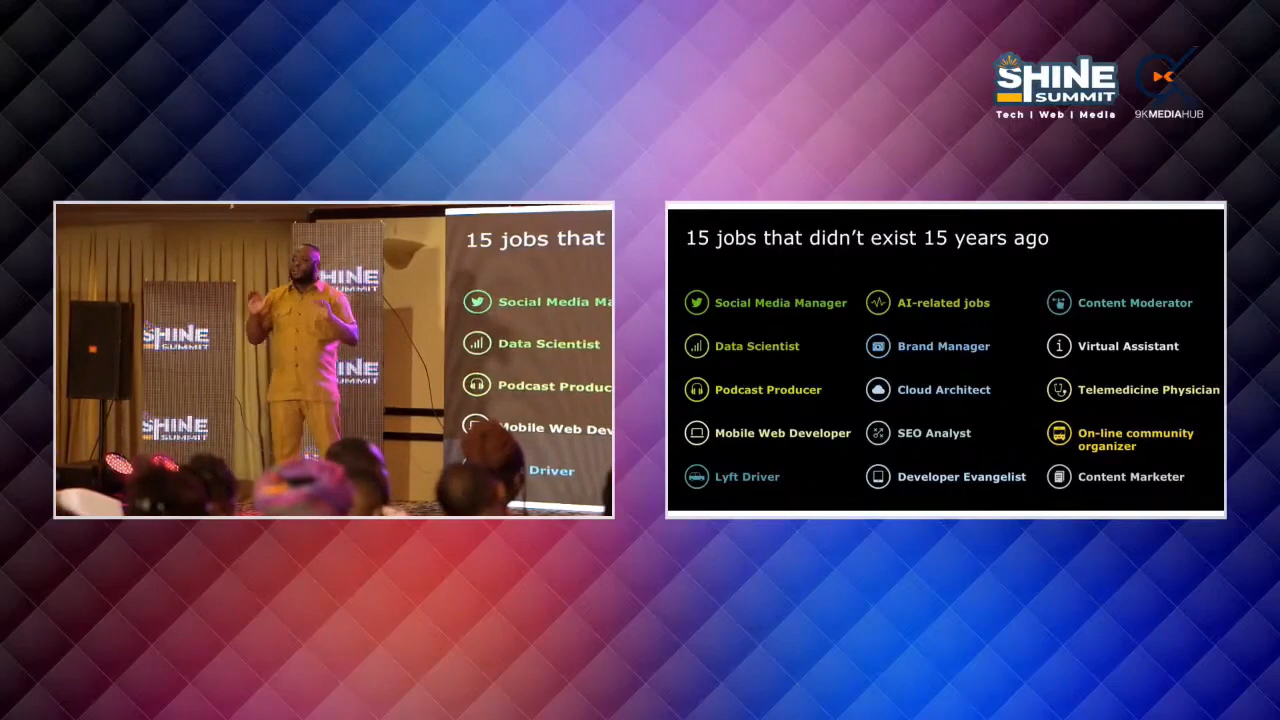 SHINE
SUMMIT
Tech | Web | Media
9KMEDIAHUB
15 jobs that
Social Media Ma
Data Scientist
Podcast Produc
Mobile Web Dev
Driver
SHINE
SUMMIT
SHINE
SUMMIT
SHINE
SUMMIT
INE
UMMIT
15 jobs that didn't exist 15 years ago
Social Media Manager
Data Scientist
Podcast Producer
Mobile Web Developer
Lyft Driver
AI-related jobs
Brand Manager
Cloud Architect
SEO Analyst
Developer Evangelist
Content Moderator
Virtual Assistant
Telemedicine Physician
On-line community
organizer
Content Marketer